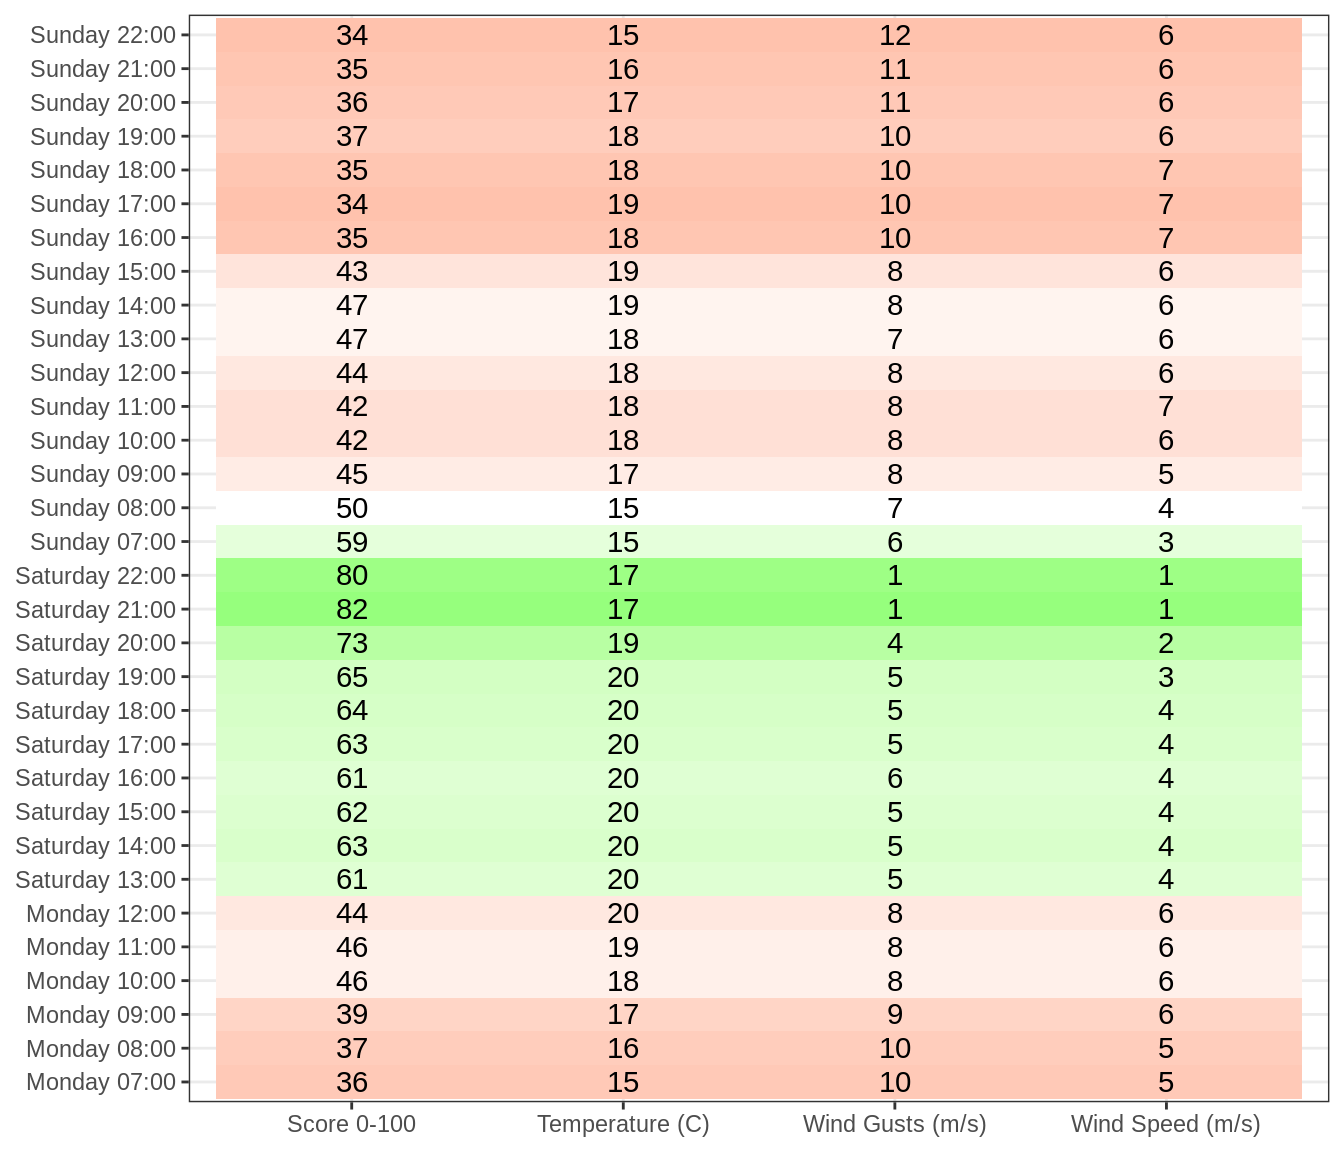 Sunday 22:00 34 15 12 6
Sunday 21:00 35 16 11 6
Sunday 20:00 36 17 11 6
Sunday 19:00 37 18 10 6
Sunday 18:00 35 18 10 7
Sunday 17:00 34 19 10 7
Sunday 16:00 35 18 10 7
Sunday 15:00 43 19 8 6
Sunday 14:00 47 19 8 6
Sunday 13:00 47 18 7 6
Sunday 12:00 44 18 8 6
Sunday 11:00 42 18 8 7
Sunday 10:00 42 18 8 6
Sunday 09:00 45 17 8 5
Sunday 08:00 50 15 7 4
Sunday 07:00 59 15 6 3
Saturday 22:00 80 17 1 1
Saturday 21:00 82 17 1 1
Saturday 20:00 73 19 4 2
Saturday 19:00 65 20 5 3
Saturday 18:00 64 20 5 4
Saturday 17:00 63 20 5 4
Saturday 16:00 61 20 6 4
Saturday 15:00 62 20 5 4
Saturday 14:00 63 20 5 4
Saturday 13:00 61 20 5 4
Monday 12:00 44 20 8 6
Monday 11:00 46 19 8 6
Monday 10:00 46 18 8 6
Monday 09:00 39 17 9 6
Monday 08:00 37 16 10 5
Monday 07:00 36 15 10 5
Score 0-100 Temperature (C) Wind Gusts (m/s) Wind Speed (m/s)